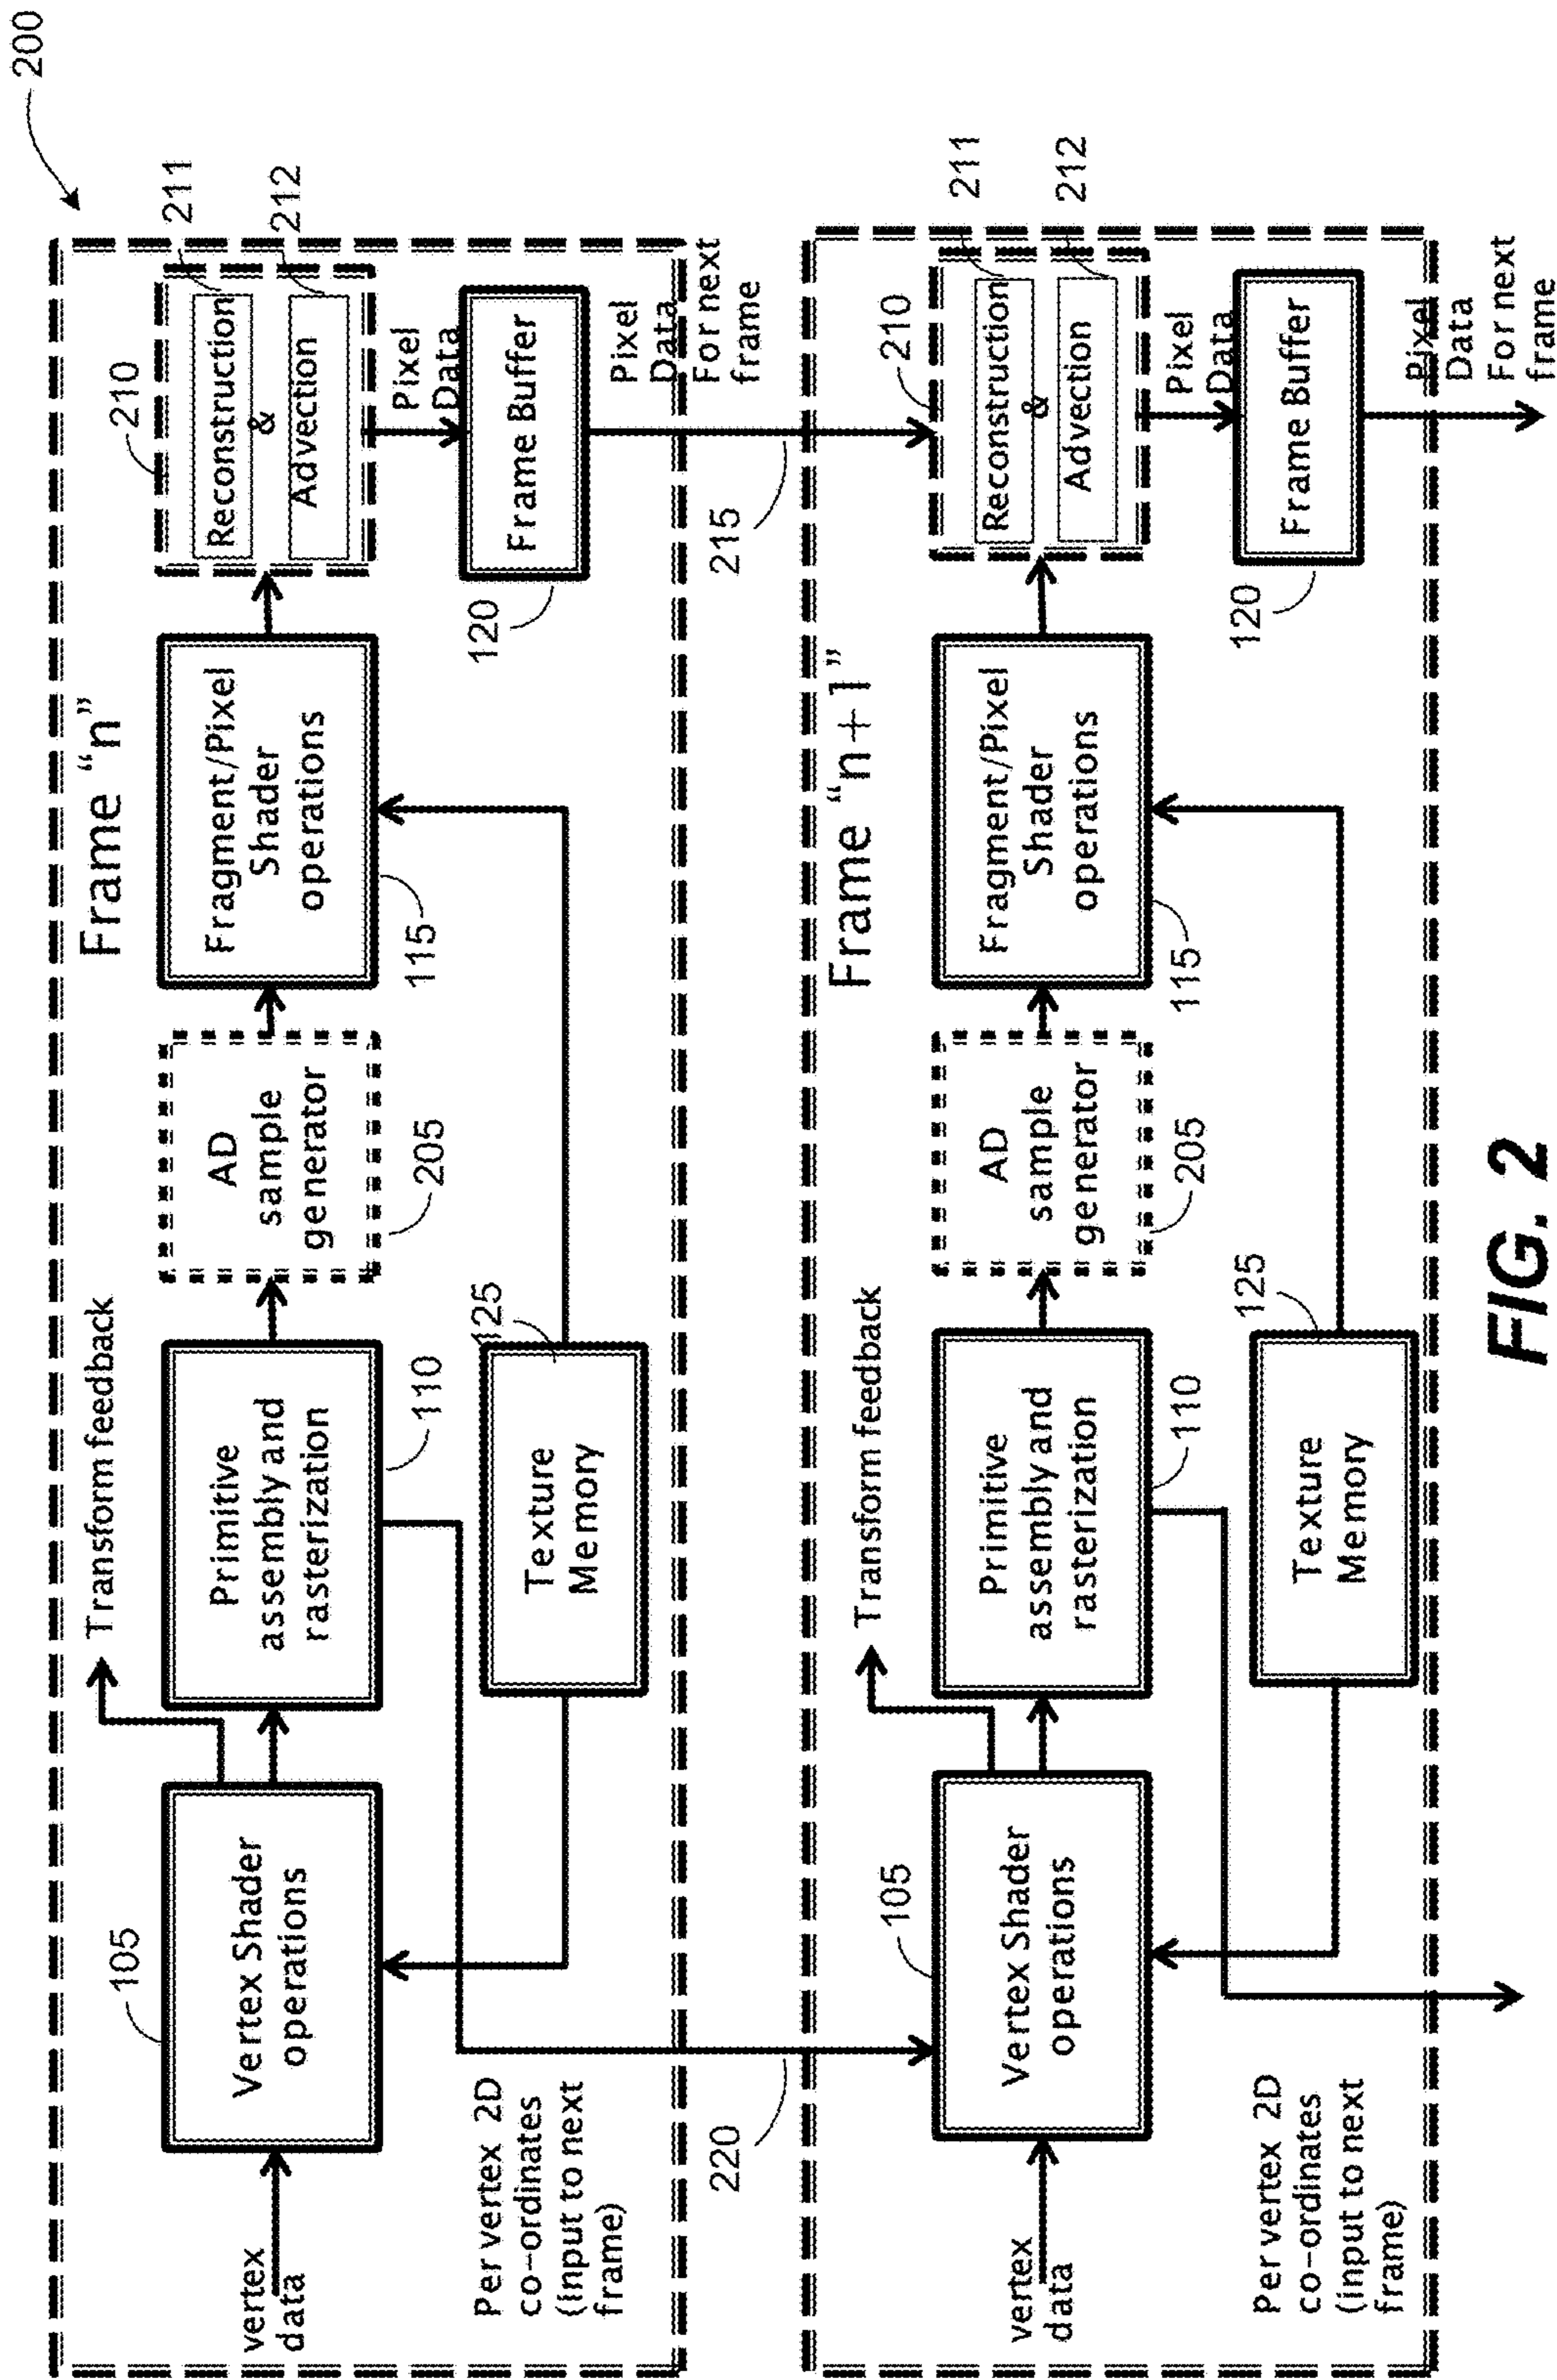 200
Frame “n”
Transform feedback
105
Vertex Shader
operations
vertex
data
Primitive
assembly and
rasterization
110
AD
sample
generator
205
Fragment/Pixel
Shader
operations
115
210
Reconstruction
&
Advection
211
212
Pixel
Data
Frame Buffer
120
Texture
Memory
125
Per vertex 2D
co-ordinates
(input to next
frame)
Pixel
Data
For next
frame
220
215
Frame “n+1”
Transform feedback
105
Vertex Shader
operations
vertex
data
Primitive
assembly and
rasterization
110
AD
sample
generator
205
Fragment/Pixel
Shader
operations
115
210
Reconstruction
&
Advection
211
212
Pixel
Data
Frame Buffer
120
Texture
Memory
125
Per vertex 2D
co-ordinates
(input to next
frame)
Pixel
Data
For next
frame
FIG. 2